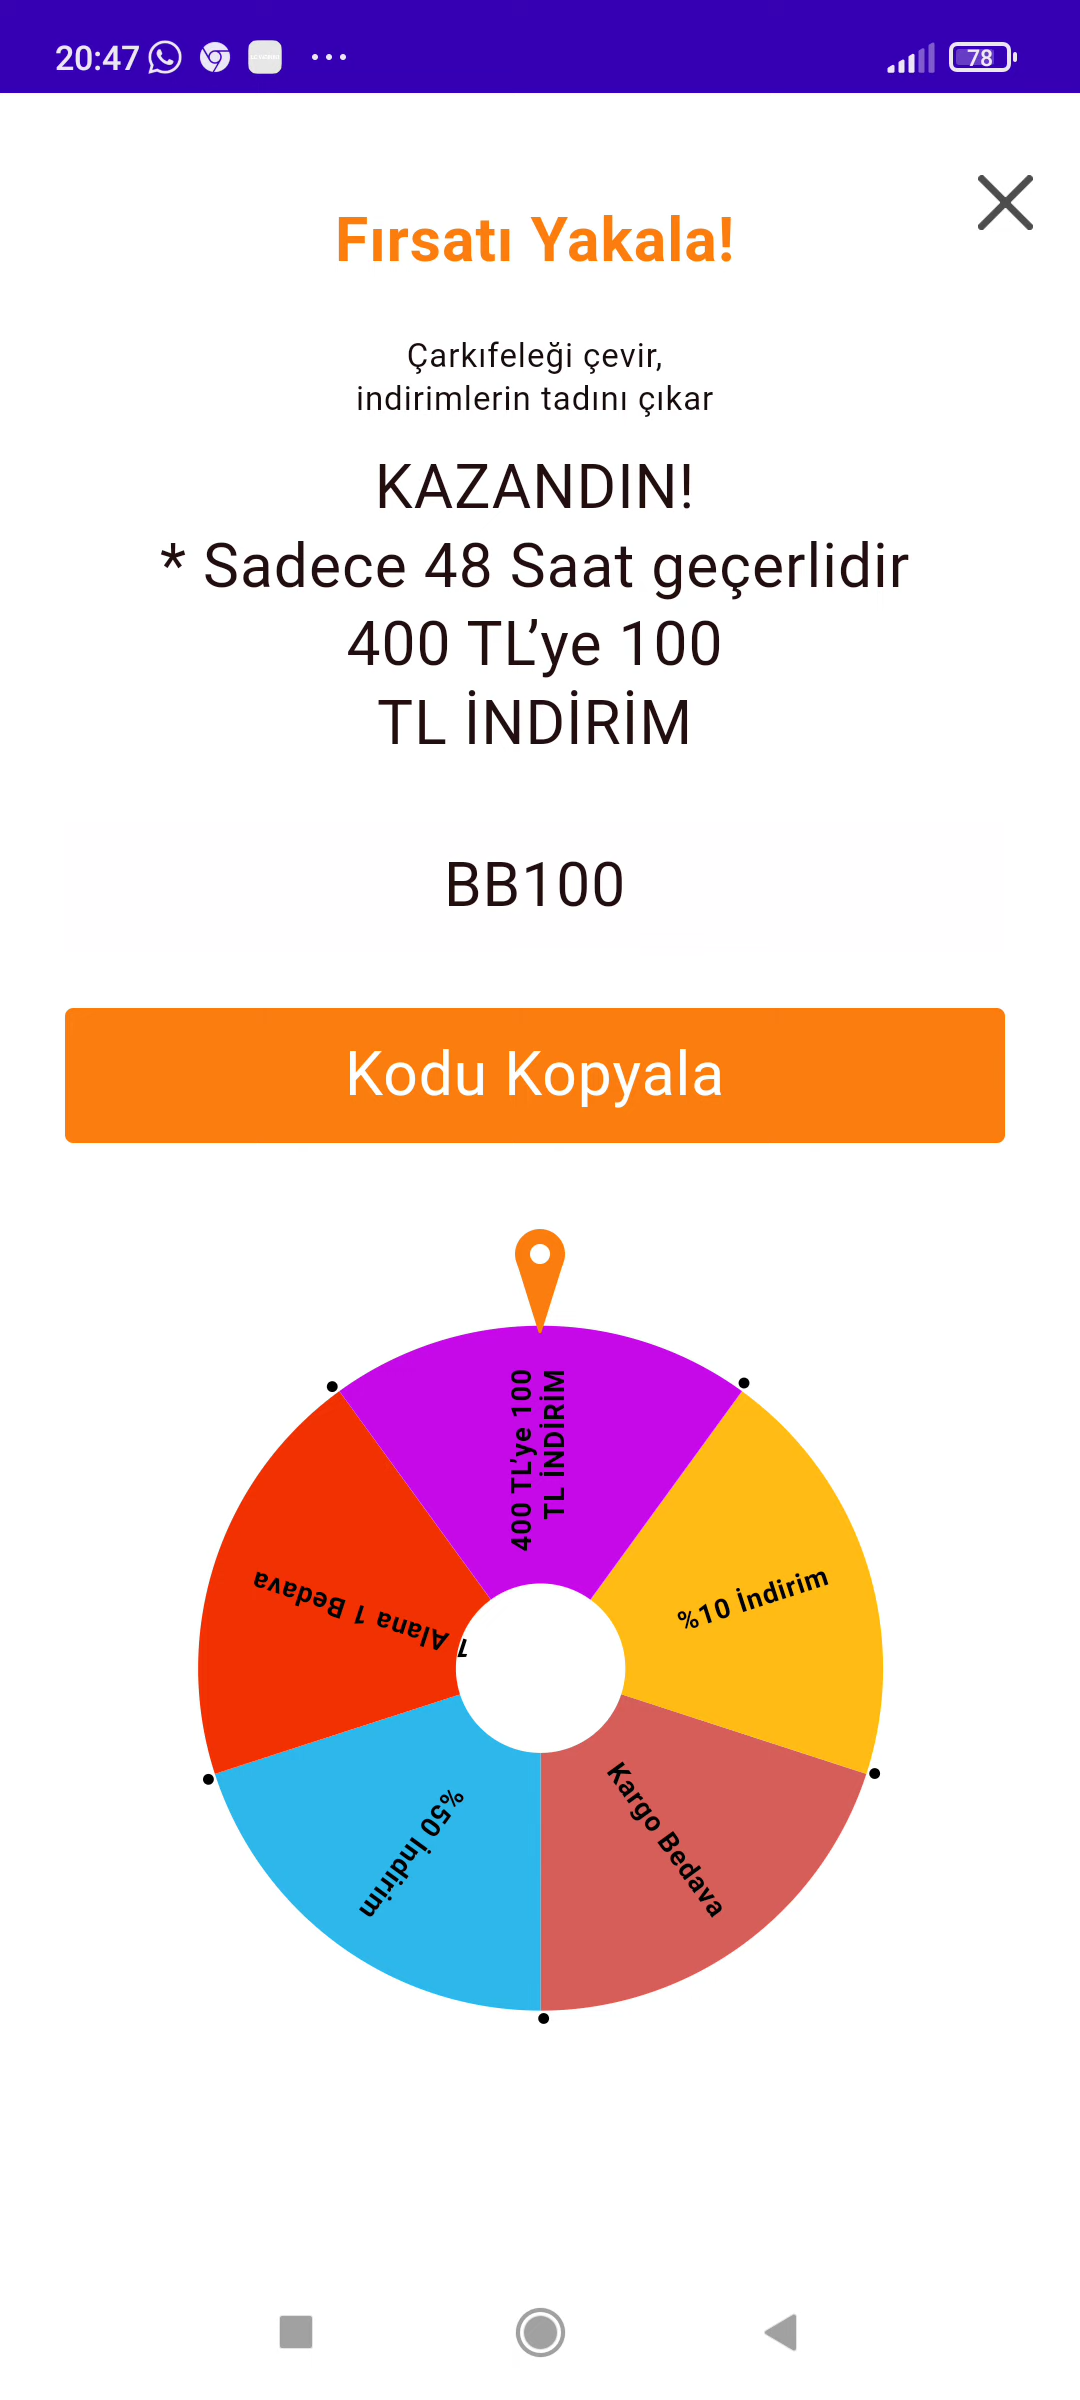 20:47
78
Fırsatı Yakala!
Çarkıfeleği çevir,
indirimlerin tadını çıkar
KAZANDIN!
* Sadece 48 Saat geçerlidir
400 TL’ye 100
TL İNDİRİM
BB100
Kodu Kopyala
400 TL’ye 100
TL İNDİRİM
%10 İndirim
Kargo Bedava
%50 İndirim
1 Alana 1 Bedava